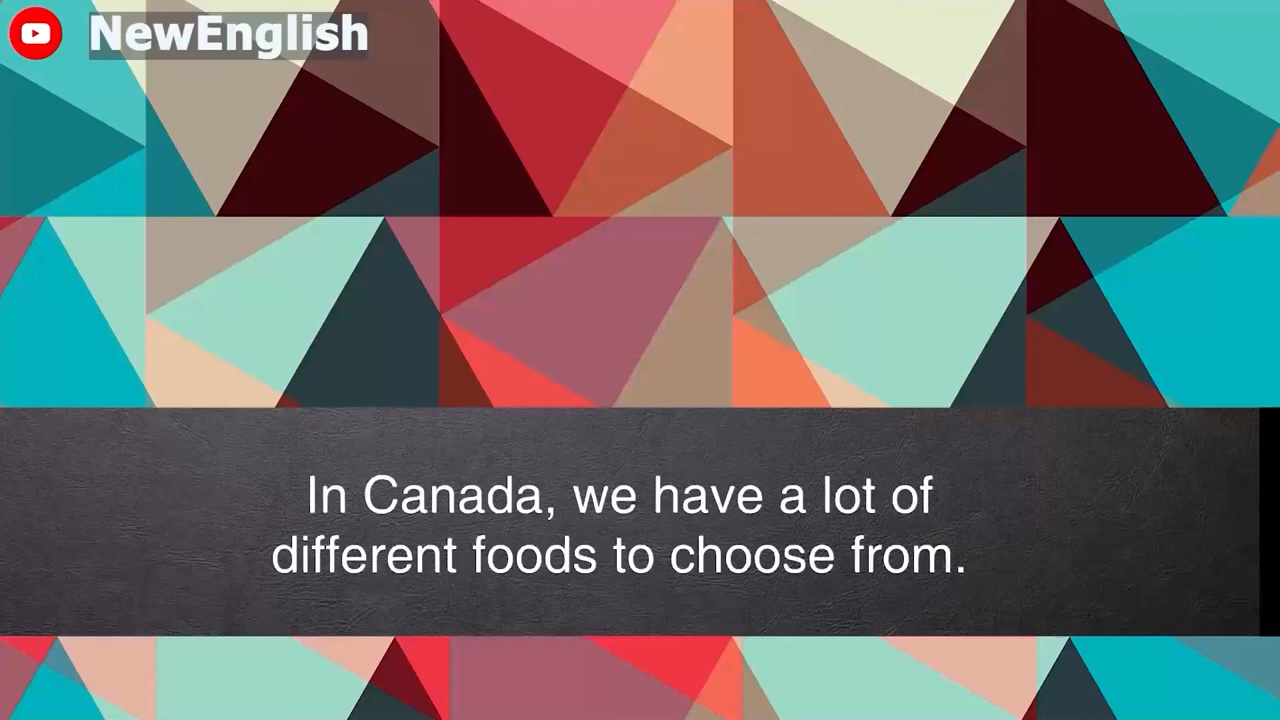 NewEnglish
In Canada, we have a lot of
different foods to choose from.